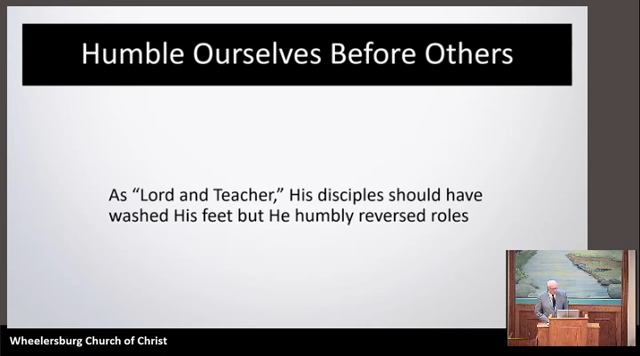 Humble Ourselves Before Others
As “Lord and Teacher,” His disciples should have
washed His feet but He humbly reversed roles
Wheelersburg Church of Christ